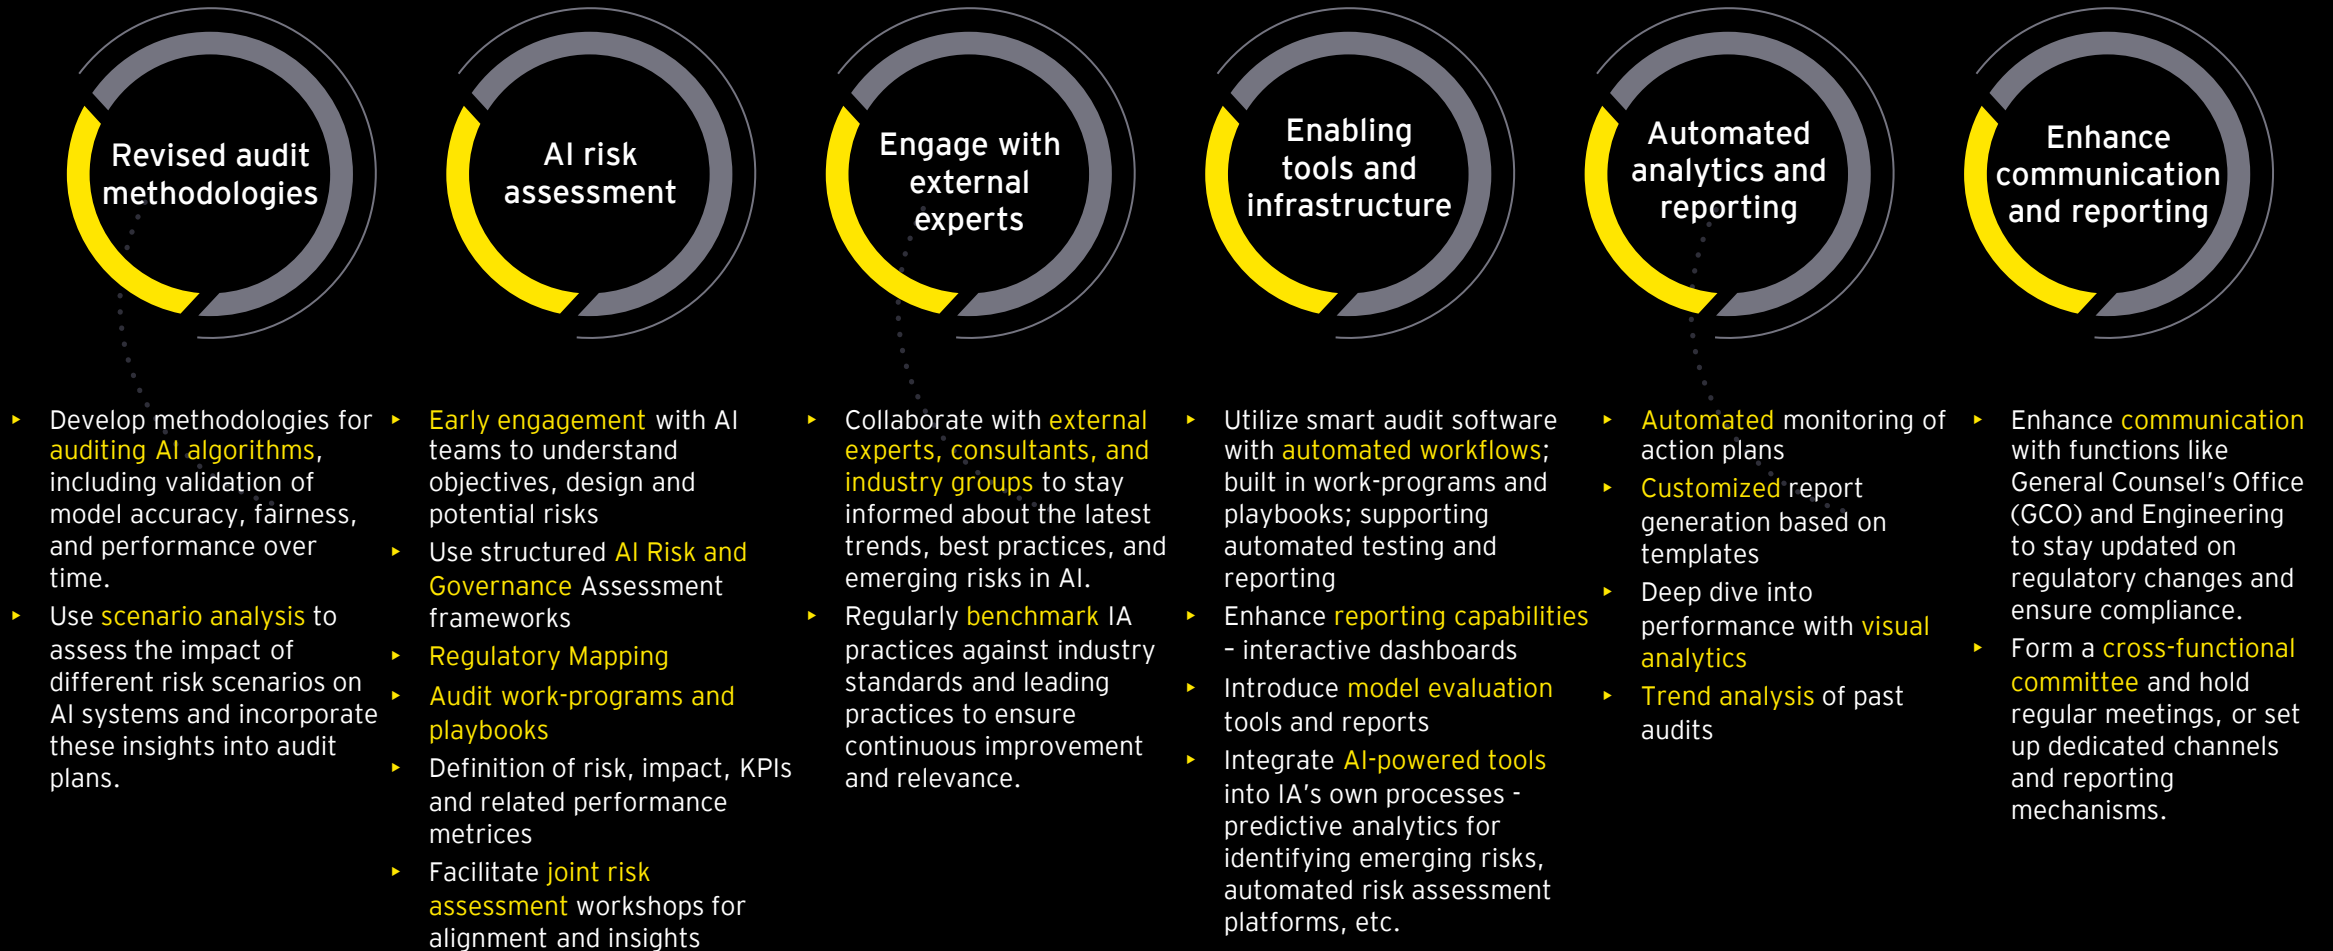 Revised audit
methodologies
AI risk
assessment
Engage with
external
experts
Enabling
tools and
infrastructure
Automated
analytics and
reporting
Enhance
communication
and reporting
‣ Develop methodologies for
auditing AI algorithms,
including validation of
model accuracy, fairness,
and performance over
time.
‣ Use scenario analysis to
assess the impact of
different risk scenarios on
AI systems and incorporate
these insights into audit
plans.
‣ Early engagement with AI
teams to understand
objectives, design and
potential risks
‣ Use structured AI Risk and
Governance Assessment
frameworks
‣ Regulatory Mapping
‣ Audit work-programs and
playbooks
‣ Definition of risk, impact, KPIs
and related performance
metrices
‣ Facilitate joint risk
assessment workshops for
alignment and insights
‣ Collaborate with external
experts, consultants, and
industry groups to stay
informed about the latest
trends, best practices, and
emerging risks in AI.
‣ Regularly benchmark IA
practices against industry
standards and leading
practices to ensure
continuous improvement
and relevance.
‣ Utilize smart audit software
with automated workflows;
built in work-programs and
playbooks; supporting
automated testing and
reporting
‣ Enhance reporting capabilities
– interactive dashboards
‣ Introduce model evaluation
tools and reports
‣ Integrate AI-powered tools
into IA's own processes -
predictive analytics for
identifying emerging risks,
automated risk assessment
platforms, etc.
‣ Automated monitoring of
action plans
‣ Customized report
generation based on
templates
‣ Deep dive into
performance with visual
analytics
‣ Trend analysis of past
audits
‣ Enhance communication
with functions like
General Counsel's Office
(GCO) and Engineering
to stay updated on
regulatory changes and
ensure compliance.
‣ Form a cross-functional
committee and hold
regular meetings, or set
up dedicated channels
and reporting
mechanisms.